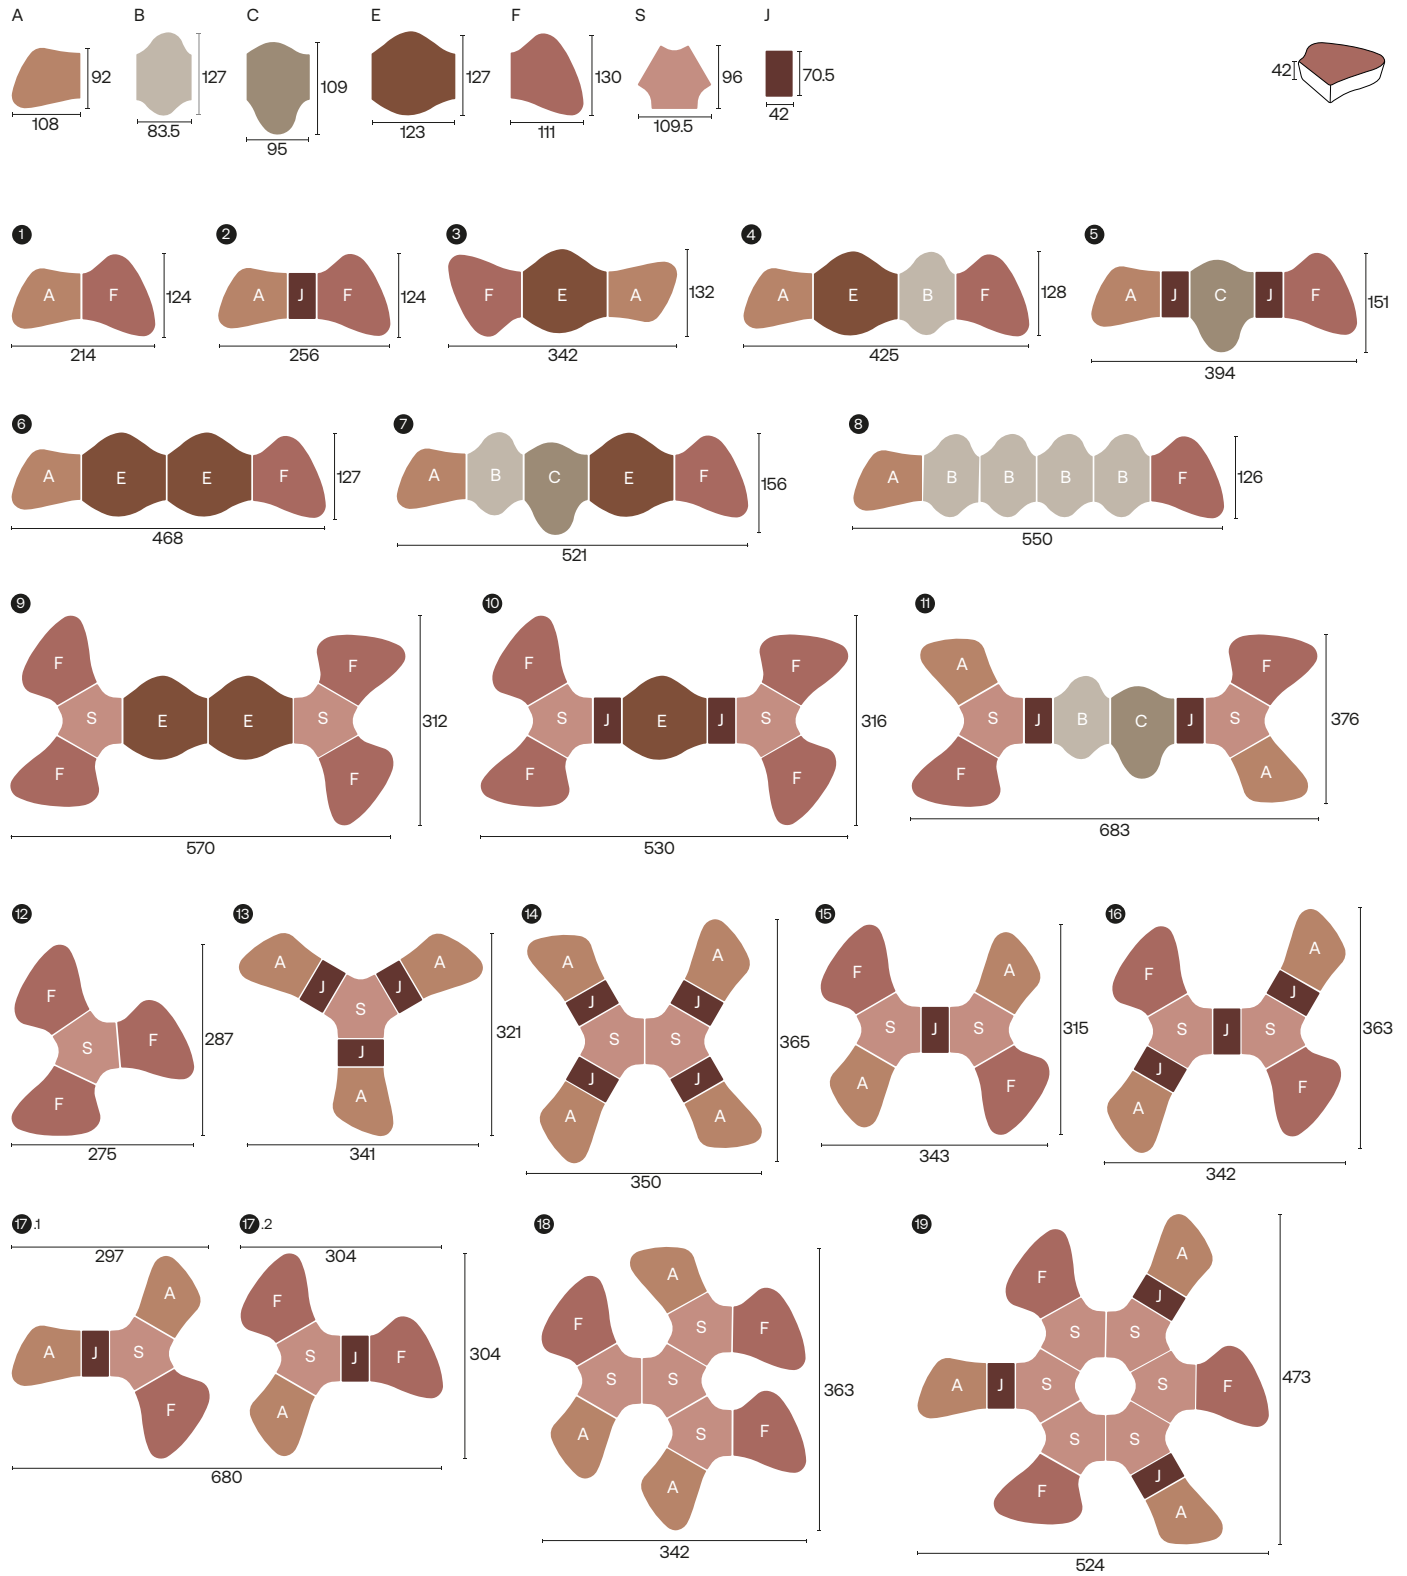 A B C E F S J
92 127 109 127 130 96 70.5 42
108 83.5 95 123 111 109.5 42
1 2 3 4 5
A F 124
214
A J F 124
256
F E A 132
342
A E B F 128
425
A J C J F 151
394
6 7 8
A E E F 127
468
A B C E F 156
521
A B B B B F 126
550
9 10 11
F F
S E E S 312
F F
570
F F
S J E J S 316
F F
530
A F
S J B C J S 376
F A
683
12 13 14 15 16
F
S F 287
F
275
A A
J J
S 321
J
A
341
A A
J J
S S 365
J J
A A
350
F A
S J S 315
A F
343
F A
J
S J S 363
J
A F
342
17.1 17.2 18 19
297
A
A J S
F
304
F
S J F 304
A
680
A
F S F
S S 363
A S F
A
342
A
F J
S S
A J S S F 473
S S
F J
A
524